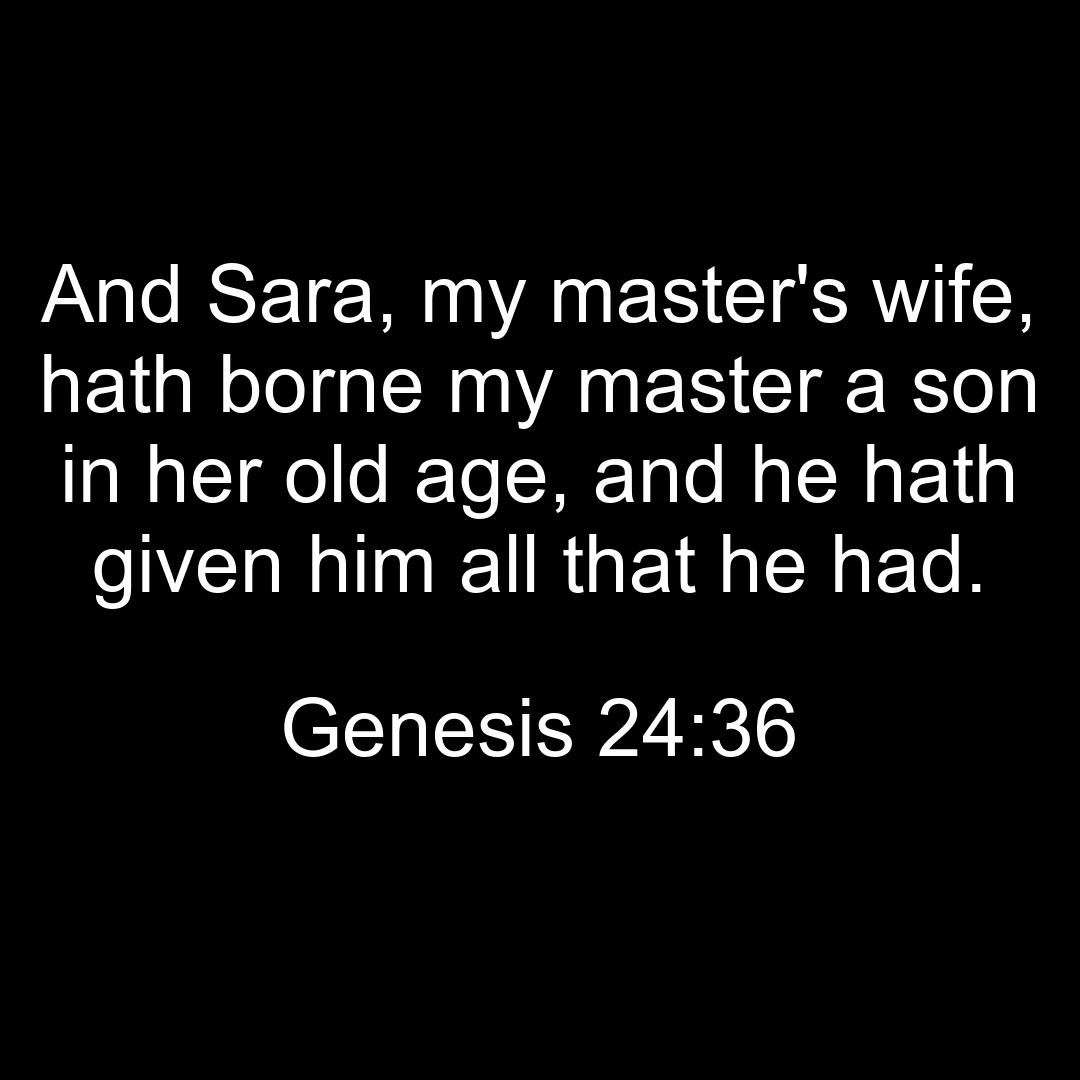 And Sara, my master's wife,
hath borne my master a son
in her old age, and he hath
given him all that he had.
Genesis 24:36